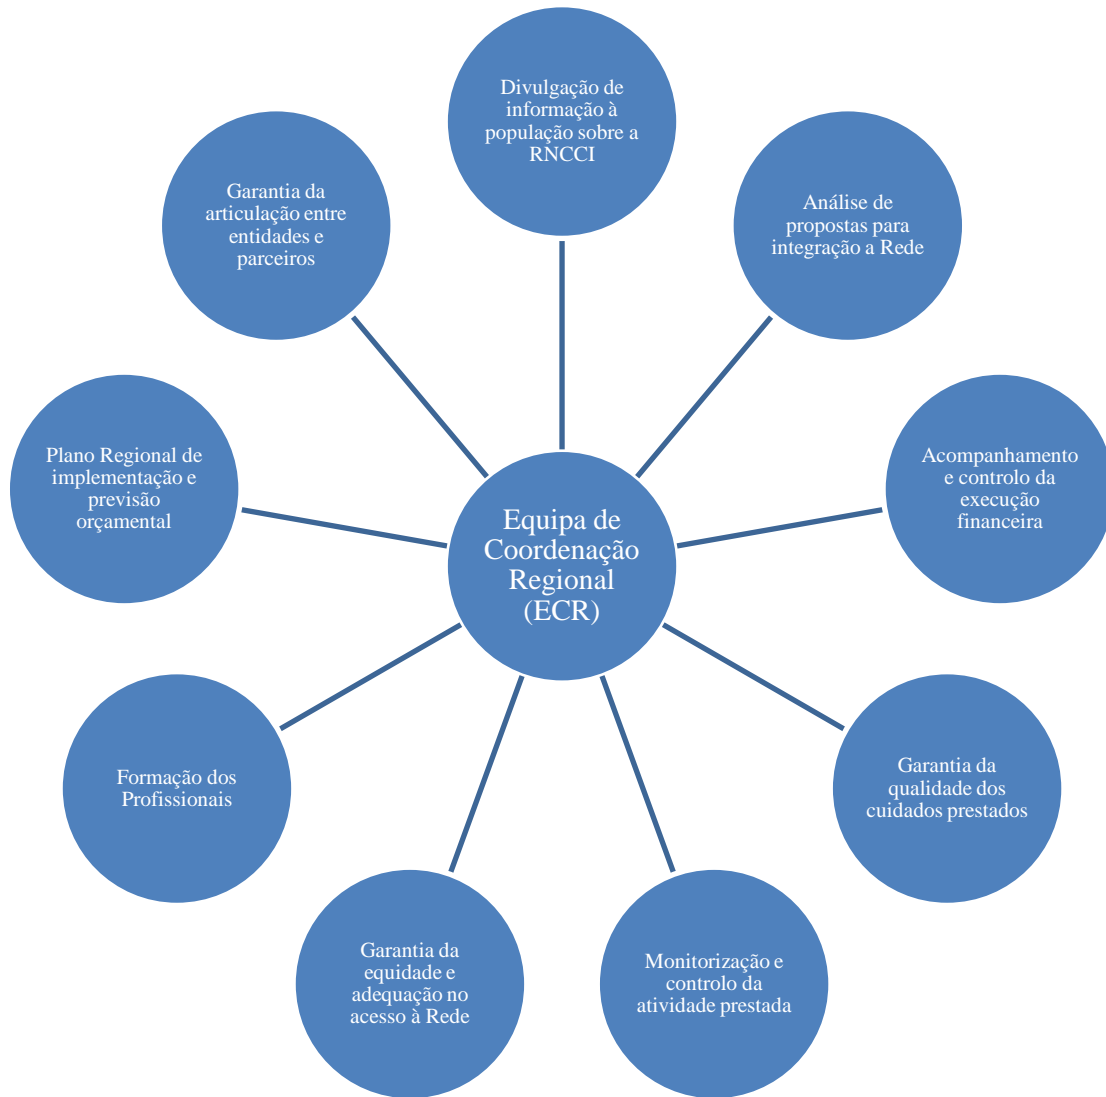 Divulgação de
informação à
população sobre a
RNCCI
Análise de
propostas para
integração a Rede
Acompanhamento
e controlo da
execução
financeira
Garantia da
qualidade dos
cuidados prestados
Monitorização e
controlo da
atividade prestada
Garantia da
equidade e
adequação no
acesso à Rede
Formação dos
Profissionais
Plano Regional de
implementação e
previsão
orçamental
Garantia da
articulação entre
entidades e
parceiros
Equipa de
Coordenação
Regional
(ECR)